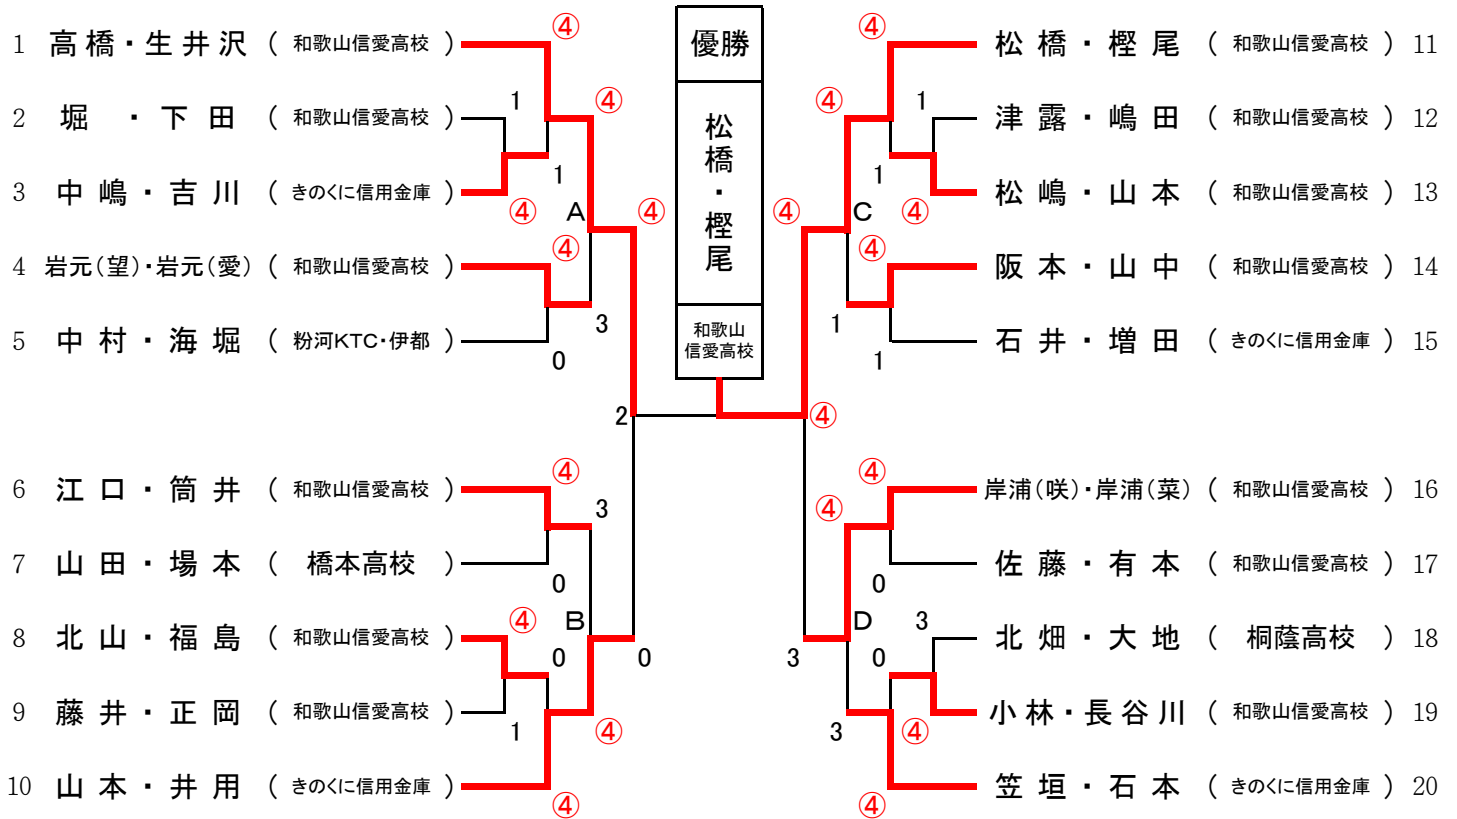 1 高橋・生井沢 ( 和歌山信愛高校 )
2 堀・下田 ( 和歌山信愛高校 )
3 中嶋・吉川 ( きのくに信用金庫 )
4 岩元(望)・岩元(愛) ( 和歌山信愛高校 )
5 中村・海堀 ( 粉河KTC・伊都 )
6 江口・筒井 ( 和歌山信愛高校 )
7 山田・場本 ( 橋本高校 )
8 北山・福島 ( 和歌山信愛高校 )
9 藤井・正岡 ( 和歌山信愛高校 )
10 山本・井用 ( きのくに信用金庫 )
④
1
④
1
④
A
④
④
3
0
2
④
3
0
④
B
0
0
1
④
④
優勝
松橋・樫尾
和歌山
信愛高校
④
④
1
④
1
④
C
④
④
1
1
④
④
④
0
D
3
3
0
④
3
④
松橋・樫尾 ( 和歌山信愛高校 ) 11
津露・嶋田 ( 和歌山信愛高校 ) 12
松嶋・山本 ( 和歌山信愛高校 ) 13
阪本・山中 ( 和歌山信愛高校 ) 14
石井・増田 ( きのくに信用金庫 ) 15
岸浦(咲)・岸浦(菜) ( 和歌山信愛高校 ) 16
佐藤・有本 ( 和歌山信愛高校 ) 17
北畑・大地 ( 桐蔭高校 ) 18
小林・長谷川 ( 和歌山信愛高校 ) 19
笠垣・石本 ( きのくに信用金庫 ) 20